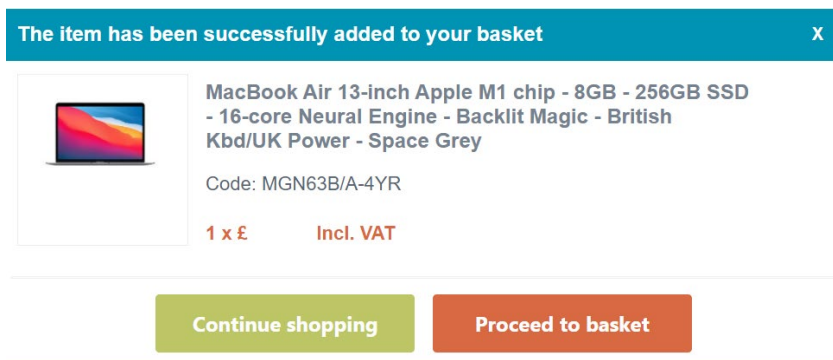 The item has been successfully added to your basket X
MacBook Air 13-inch Apple M1 chip - 8GB - 256GB SSD
- 16-core Neural Engine - Backlit Magic - British
Kbd/UK Power - Space Grey
Code: MGN63B/A-4YR
1 x £ Incl. VAT
Continue shopping Proceed to basket